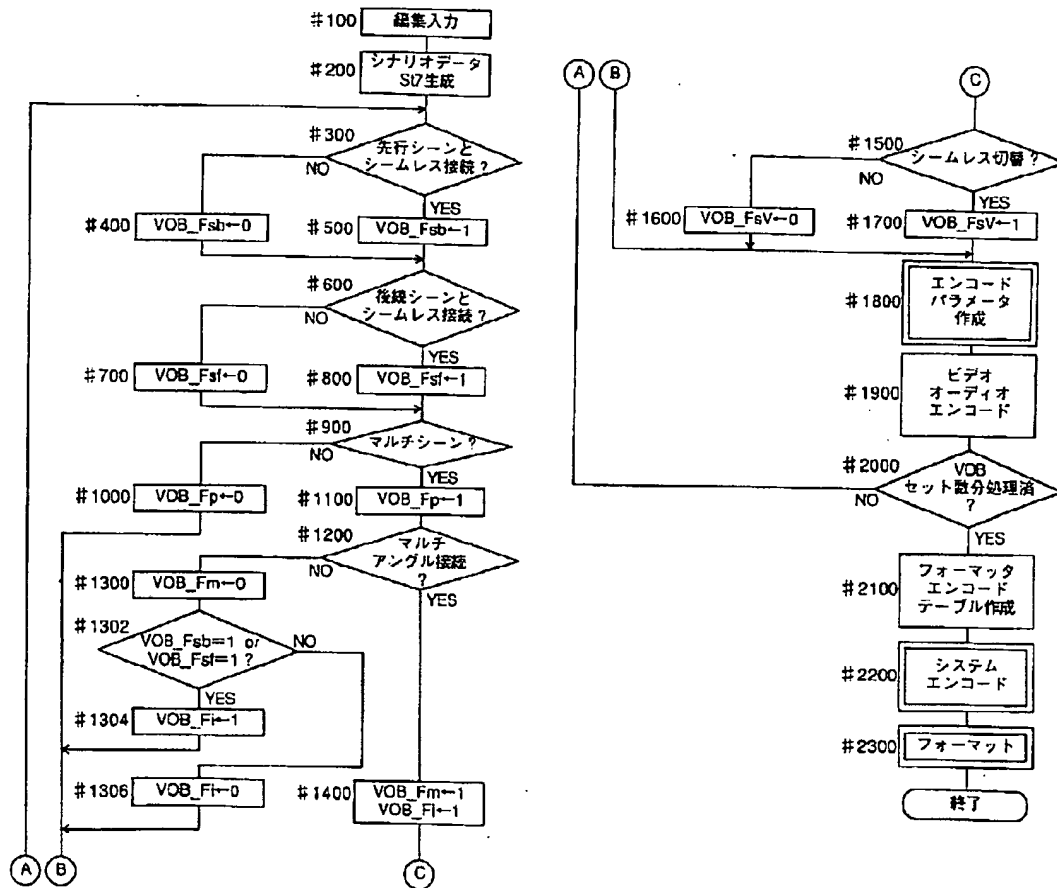 #100
編集入力
#200
シナリオデータ
St7生成
#300
先行シーンと
シームレス接続?
NO
YES
#400
VOB_Fsb←0
#500
VOB_Fsb←1
#600
後続シーンと
シームレス接続?
NO
YES
#700
VOB_Fsf←0
#800
VOB_Fsf←1
#900
マルチシーン?
NO
YES
#1000
VOB_Fp←0
#1100
VOB_Fp←1
#1200
マルチ
アングル接続
?
NO
YES
#1300
VOB_Fm←0
#1302
VOB_Fsb=1 or
VOB_Fsf=1 ?
NO
YES
#1304
VOB_Fi←1
#1306
VOB_Fi←0
#1400
VOB_Fm←1
VOB_Fi←1
A
B
C
A
B
C
#1500
シームレス切替?
NO
YES
#1600
VOB_FsV←0
#1700
VOB_FsV←1
#1800
エンコード
パラメータ
作成
#1900
ビデオ
オーディオ
エンコード
#2000
VOB
セット数分処理済
?
NO
YES
#2100
フォーマッタ
エンコード
テーブル作成
#2200
システム
エンコード
#2300
フォーマット
終了